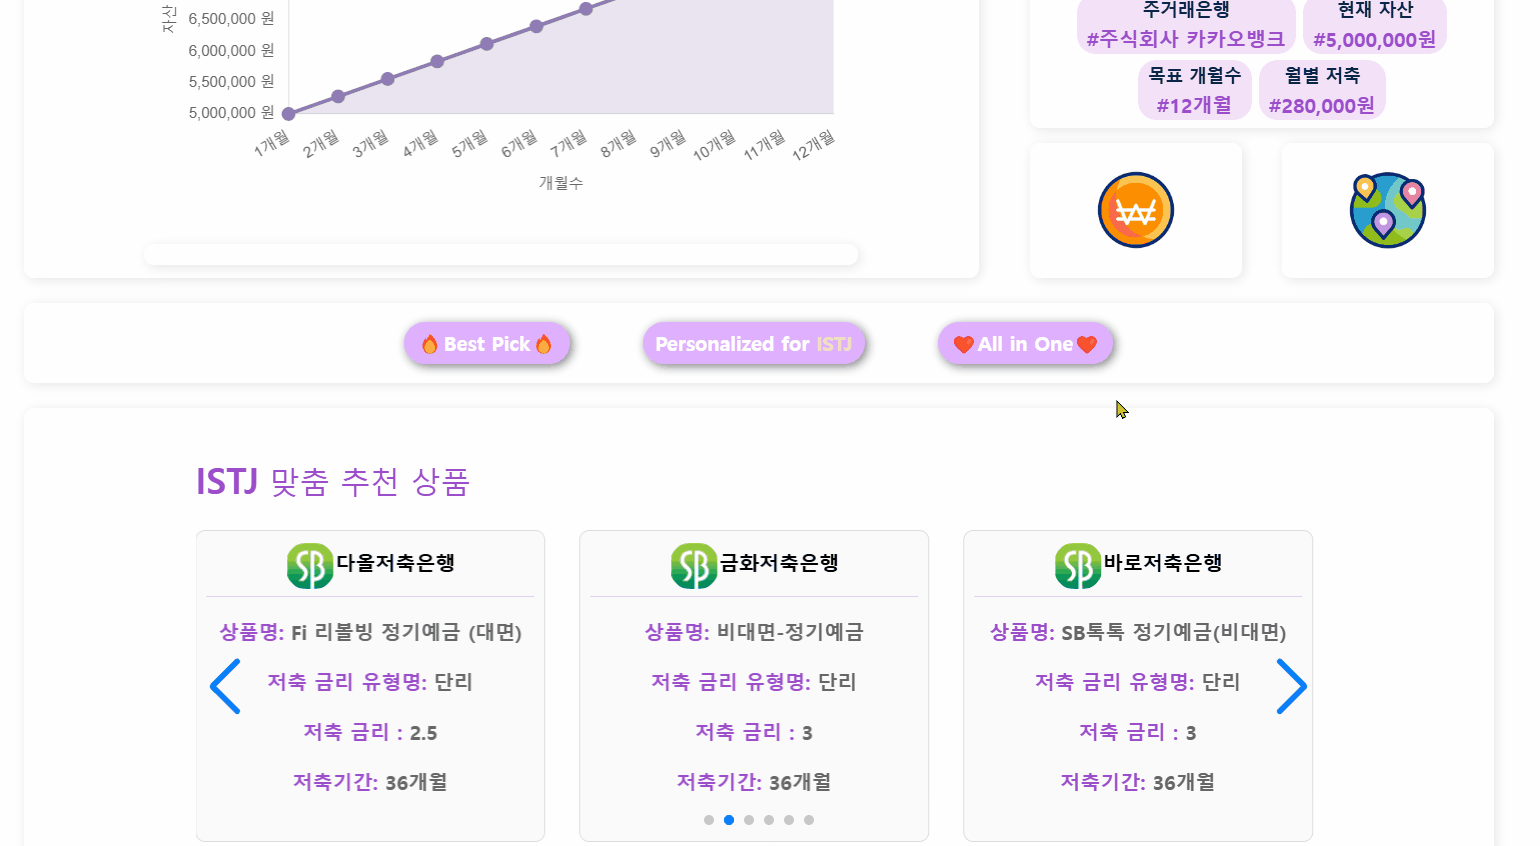 자산
6,500,000 원
6,000,000 원
5,500,000 원
5,000,000 원
1개월
2개월
3개월
4개월
5개월
6개월
7개월
8개월
9개월
10개월
11개월
12개월
개월수
주거래은행
#주식회사 카카오뱅크
현재 자산
#5,000,000원
목표 개월수
#12개월
월별 저축
#280,000원
🔥Best Pick🔥
Personalized for ISTJ
❤️All in One❤️
ISTJ 맞춤 추천 상품
SB 다올저축은행
상품명: Fi 리볼빙 정기예금 (대면)
저축 금리 유형명: 단리
저축 금리 : 2.5
저축기간: 36개월
SB 금화저축은행
상품명: 비대면-정기예금
저축 금리 유형명: 단리
저축 금리 : 3
저축기간: 36개월
SB 바로저축은행
상품명: SB톡톡 정기예금(비대면)
저축 금리 유형명: 단리
저축 금리 : 3
저축기간: 36개월